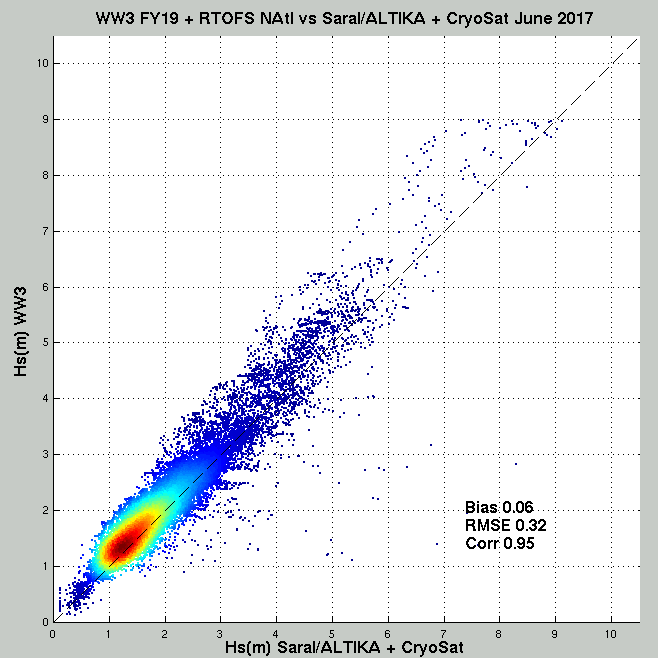 WW3 FY19 + RTOFS NAtl vs Saral/ALTIKA + CryoSat June 2017
10
9
8
7
6
5
4
3
2
1
0
Hs(m) WW3
Bias 0.06
RMSE 0.32
Corr 0.95
0 1 2 3 4 5 6 7 8 9 10
Hs(m) Saral/ALTIKA + CryoSat